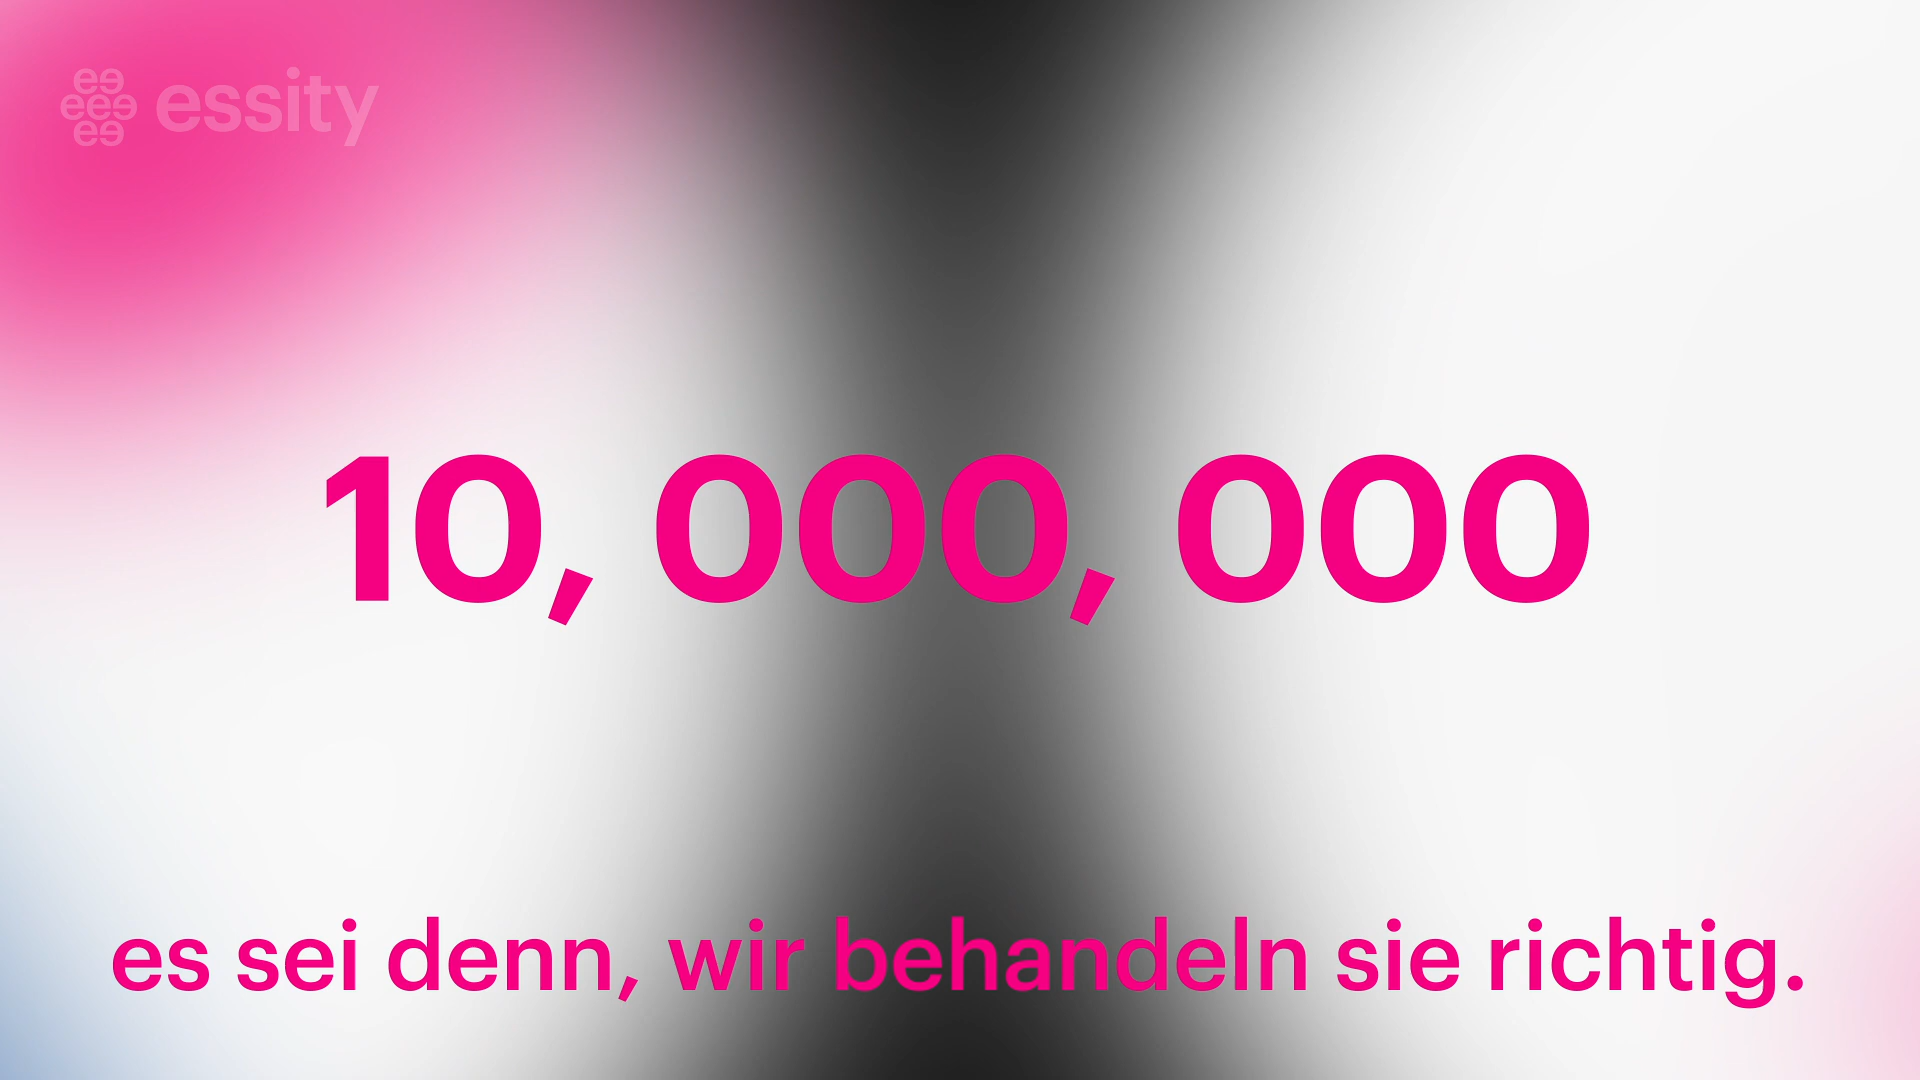 essity
10, 000, 000
es sei denn, wir behandeln sie richtig.